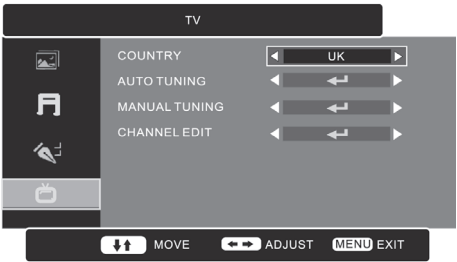 TV
COUNTRY UK
AUTO TUNING
MANUAL TUNING
CHANNEL EDIT
MOVE ADJUST MENU EXIT